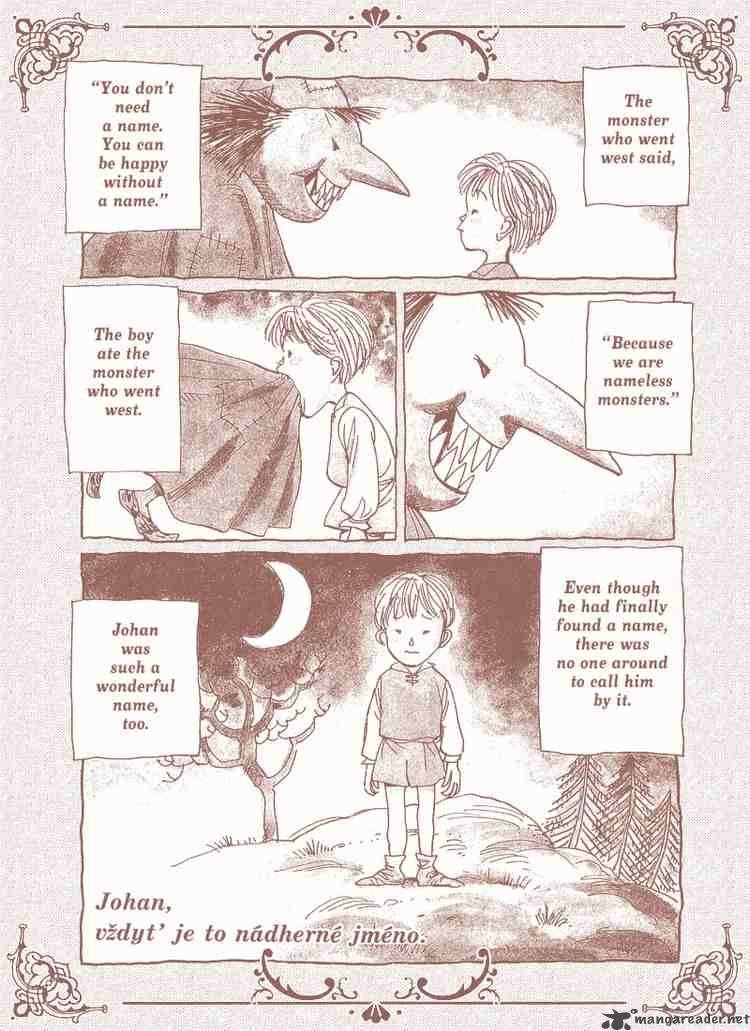 The
monster
who went
west said,
“You don’t
need
a name.
You can
be happy
without
a name.”
“Because
we are
nameless
monsters.”
The boy
ate the
monster
who went
west.
Even though
he had finally
found a name,
there was
no one around
to call him
by it.
Johan
was
such a
wonderful
name,
too.
Johan,
vždyt’ je to nádherné jméno.
mangareader.net